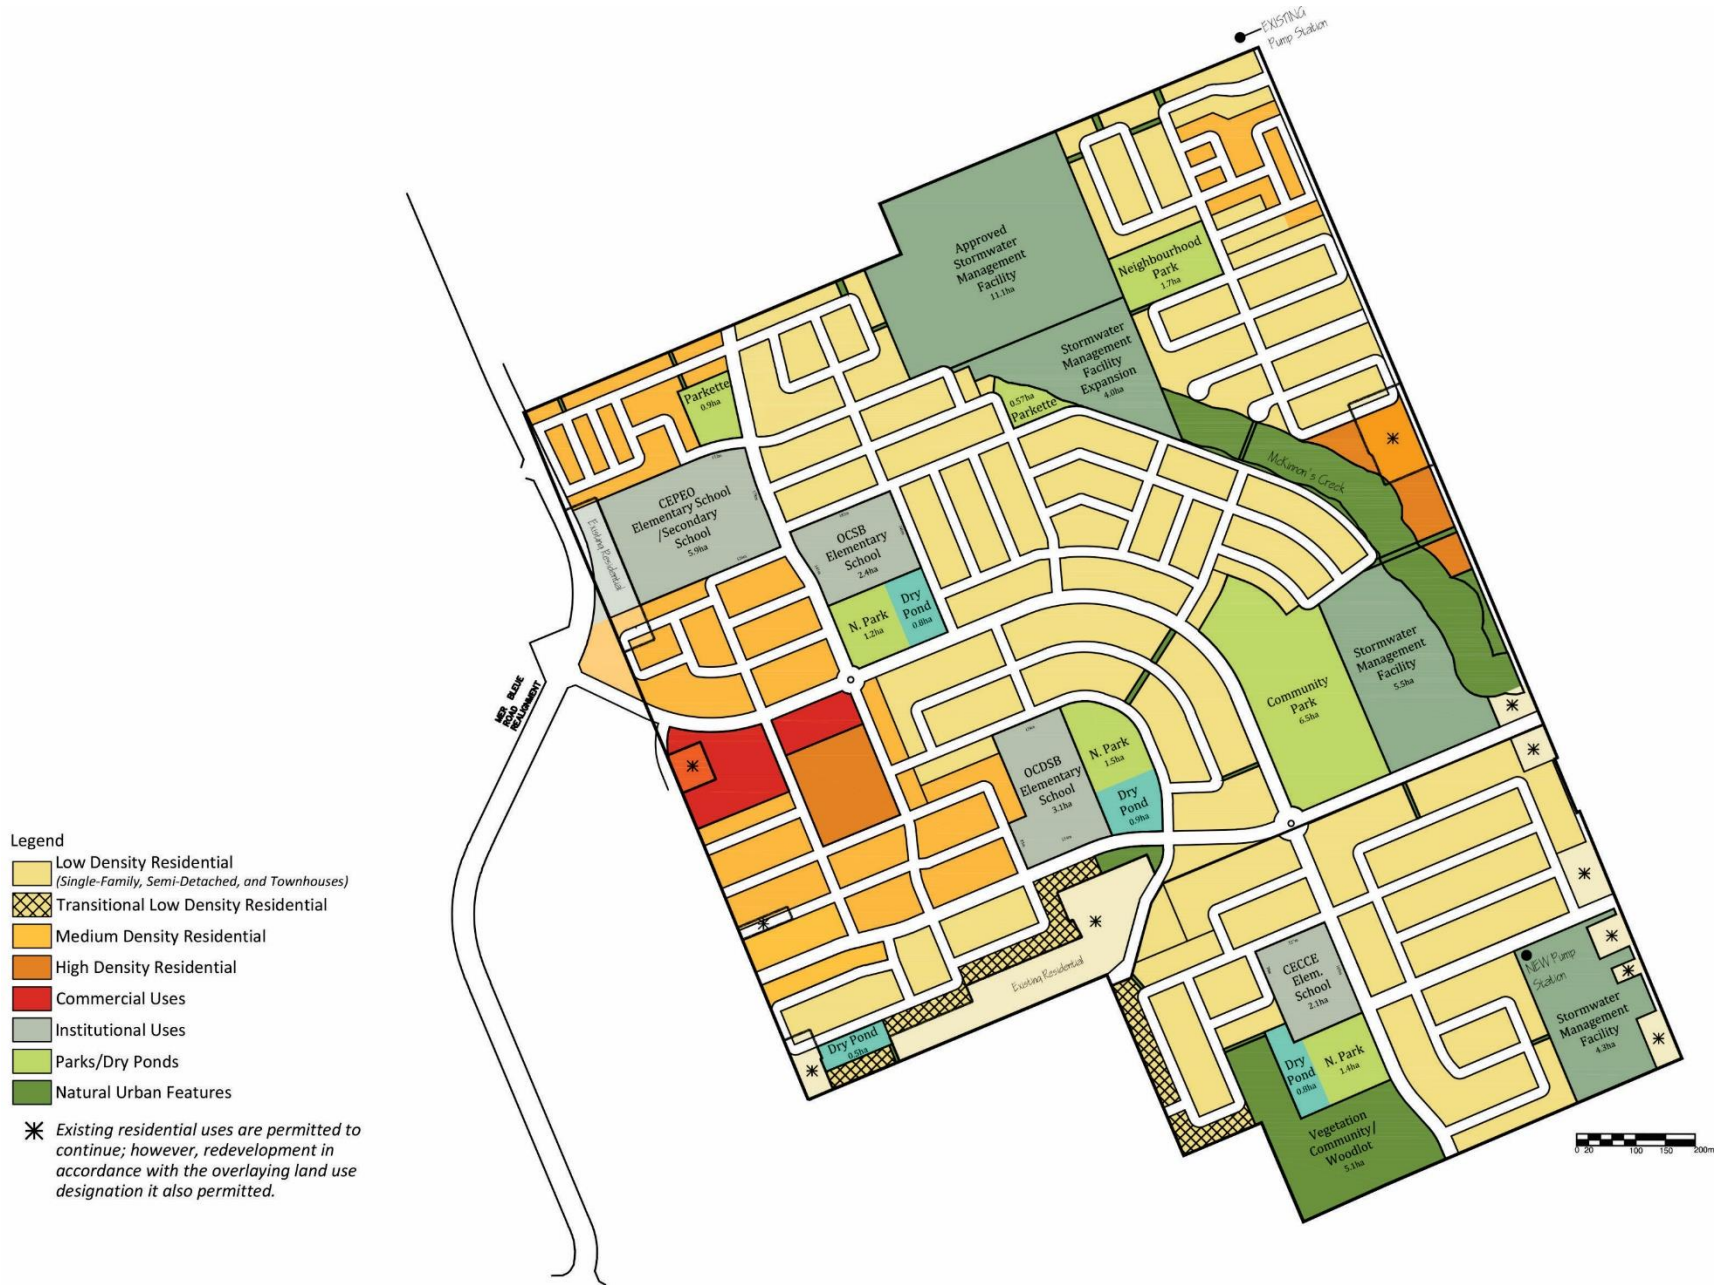 EXISTING
Pump Station
Approved
Stormwater
Management
Facility
11.1ha
Neighbourhood
Park
1.7ha
Stormwater
Management
Facility
Expansion
4.0ha
Parkette
0.9ha
0.57ha
Parkette
McKinnon's Creek
CEPEO
Elementary School
/Secondary
School
5.9ha
Existing Residential
OCSB
Elementary
School
2.4ha
N. Park
1.2ha
Dry
Pond
0.8ha
MER BLEUE
ROAD
REALIGNMENT
Community
Park
6.5ha
Stormwater
Management
Facility
5.5ha
OCDSB
Elementary
School
3.1ha
N. Park
1.5ha
Dry
Pond
0.9ha
Existing Residential
Dry Pond
0.5ha
CECCE
Elem.
School
2.1ha
Dry
Pond
0.8ha
N. Park
1.4ha
Vegetation
Community/
Woodlot
5.1ha
NEW Pump
Station
Stormwater
Management
Facility
4.3ha
0 20 100 150 200m
Legend
Low Density Residential
(Single-Family, Semi-Detached, and Townhouses)
Transitional Low Density Residential
Medium Density Residential
High Density Residential
Commercial Uses
Institutional Uses
Parks/Dry Ponds
Natural Urban Features
Existing residential uses are permitted to
continue; however, redevelopment in
accordance with the overlaying land use
designation it also permitted.